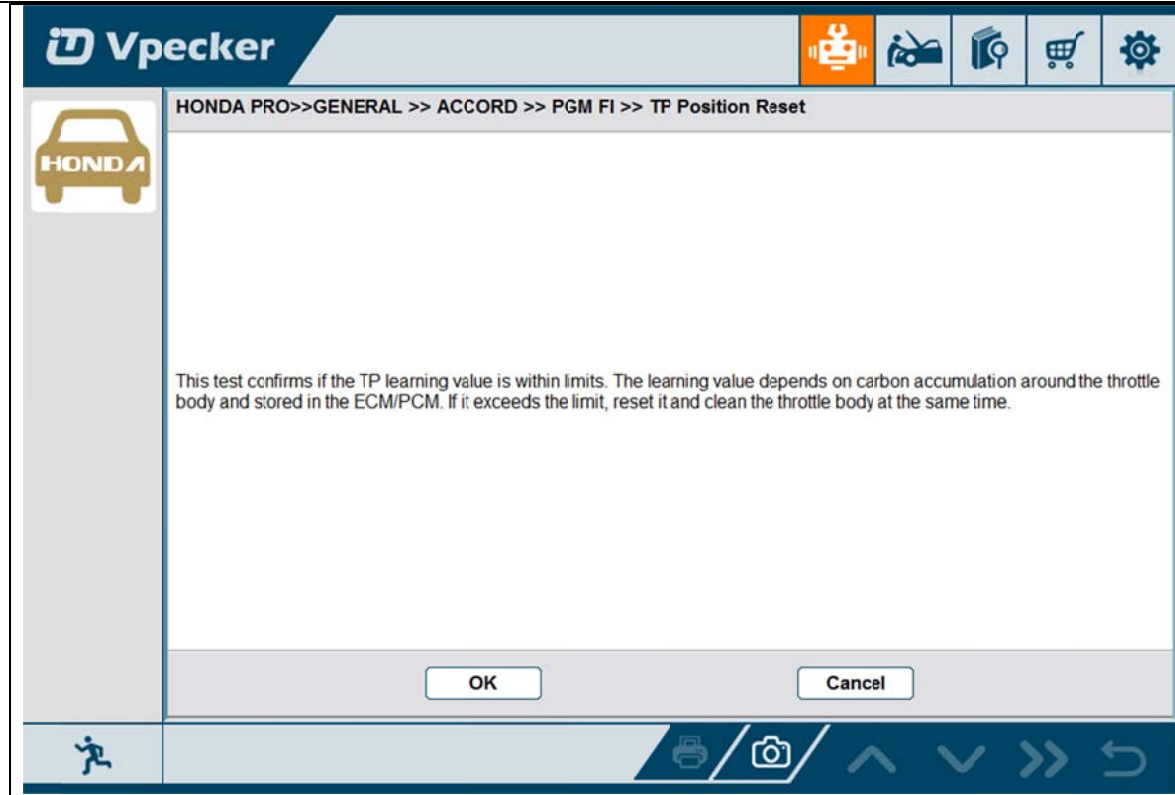 Vpecker
HONDA PRO>>GENERAL >> ACCORD >> PGM FI >> TP Position Reset
HONDA
This test confirms if the TP learning value is within limits. The learning value depends on carbon accumulation around the throttle
body and stored in the ECM/PCM. If it exceeds the limit, reset it and clean the throttle body at the same time.
OK
Cancel